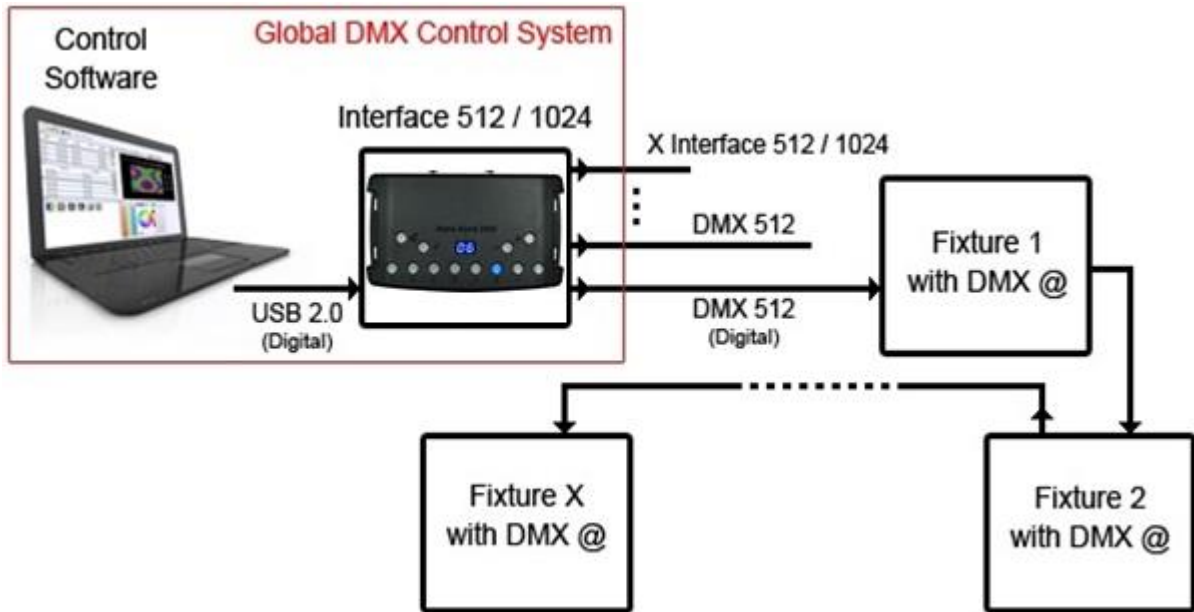 Global DMX Control System
Control
Software
Interface 512 / 1024
X Interface 512 / 1024
DMX 512
USB 2.0
(Digital)
DMX 512
(Digital)
Fixture 1
with DMX @
Fixture X
with DMX @
Fixture 2
with DMX @